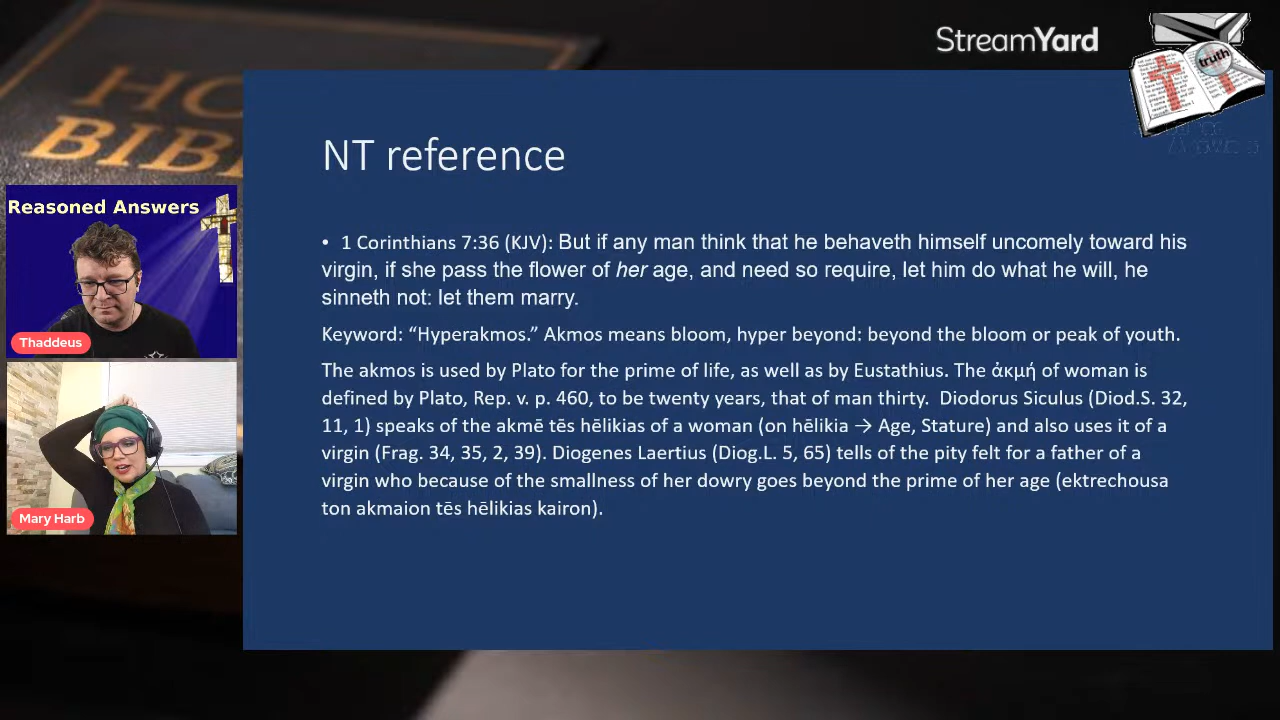 StreamYard
truth
HO
BIB
NT reference
• 1 Corinthians 7:36 (KJV): But if any man think that he behaveth himself uncomely toward his
virgin, if she pass the flower of her age, and need so require, let him do what he will, he
sinneth not: let them marry.
Keyword: “Hyperakmos.” Akmos means bloom, hyper beyond: beyond the bloom or peak of youth.
The akmos is used by Plato for the prime of life, as well as by Eustathius. The ἀκμή of woman is
defined by Plato, Rep. v. p. 460, to be twenty years, that of man thirty.  Diodorus Siculus (Diod.S. 32,
11, 1) speaks of the akmē tēs hēlikias of a woman (on hēlikia → Age, Stature) and also uses it of a
virgin (Frag. 34, 35, 2, 39). Diogenes Laertius (Diog.L. 5, 65) tells of the pity felt for a father of a
virgin who because of the smallness of her dowry goes beyond the prime of her age (ektrechousa
ton akmaion tēs hēlikias kairon).
Reasoned Answers
Thaddeus
Mary Harb